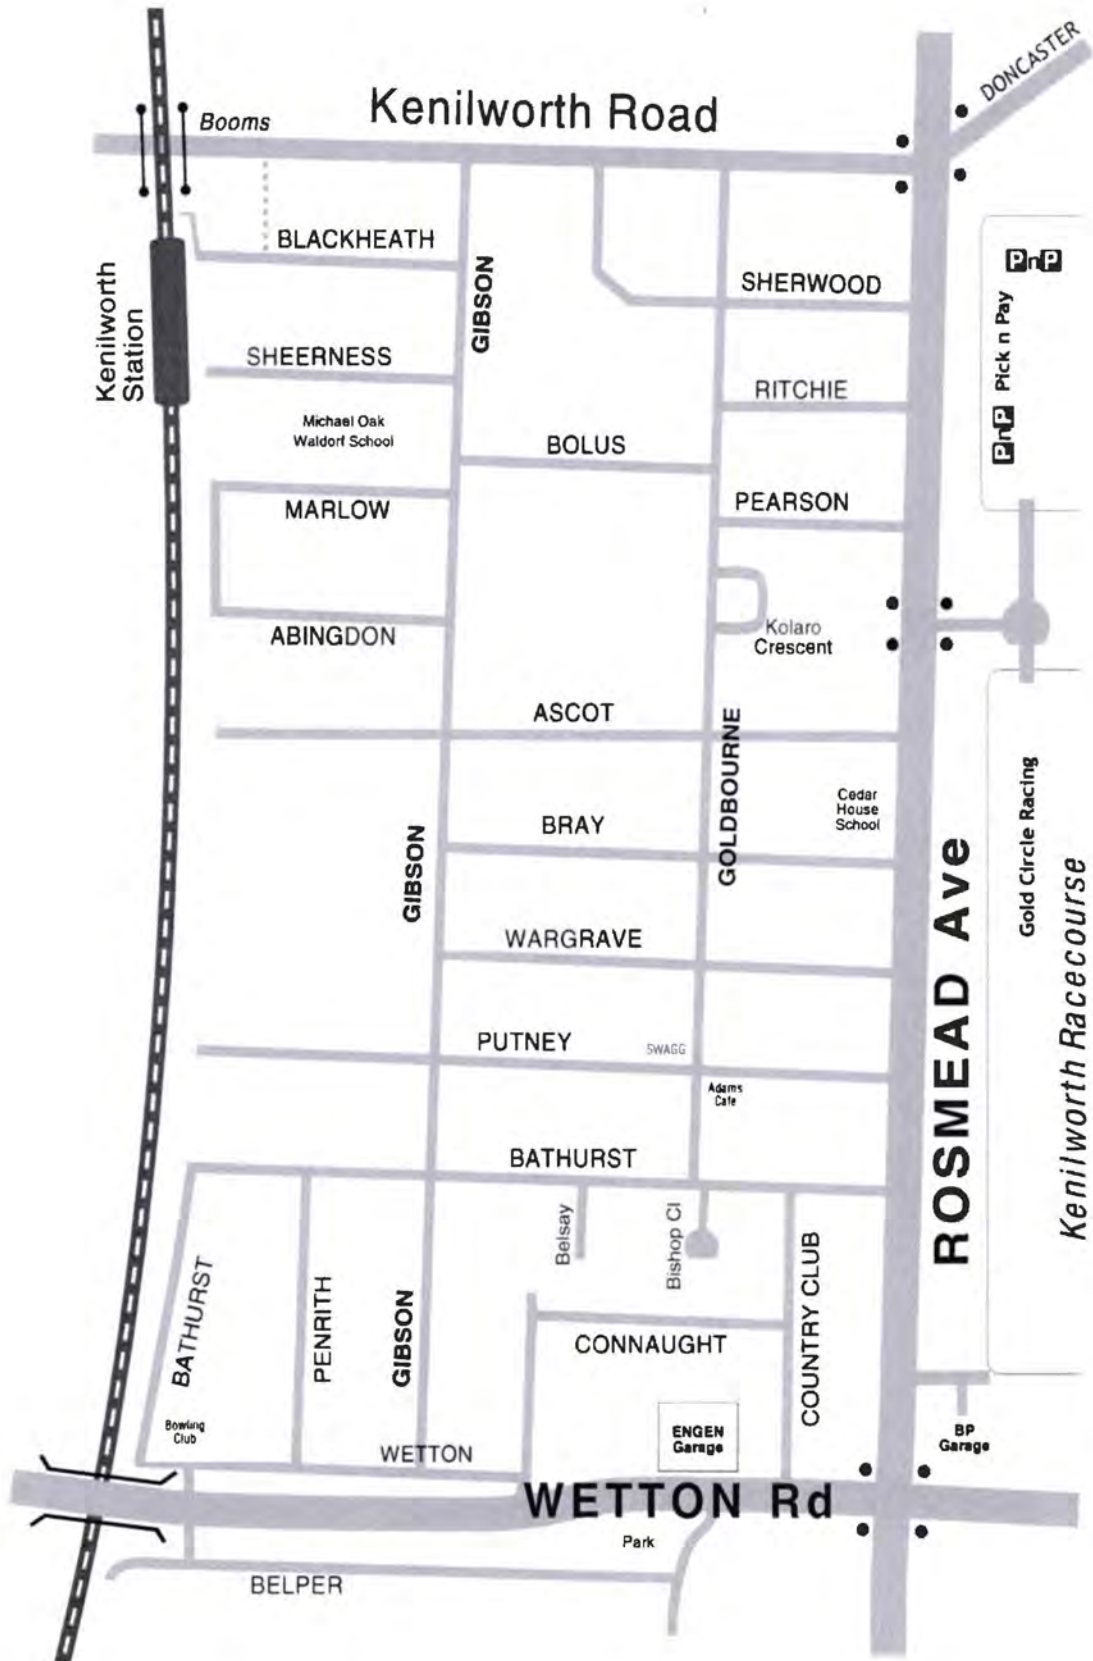 DONCASTER
Kenilworth Road
Booms
BLACKHEATH
GIBSON
SHERWOOD
PnP
Kenilworth
Station
SHEERNESS
RITCHIE
PnP Pick n Pay
Michael Oak
Waldorf School
BOLUS
MARLOW
PEARSON
ABINGDON
Kolaro
Crescent
ASCOT
GOLDBOURNE
Cedar
House
School
BRAY
GIBSON
Gold Circle Racing
ROSMEAD Ave
Kenilworth Racecourse
WARGRAVE
PUTNEY
SWAGG
Adams
Cafe
BATHURST
Belsay
Bishop Cl
BATHURST
PENRITH
GIBSON
CONNAUGHT
COUNTRY CLUB
Bowling
Club
ENGEN
Garage
BP
Garage
WETTON
WETTON Rd
Park
BELPER